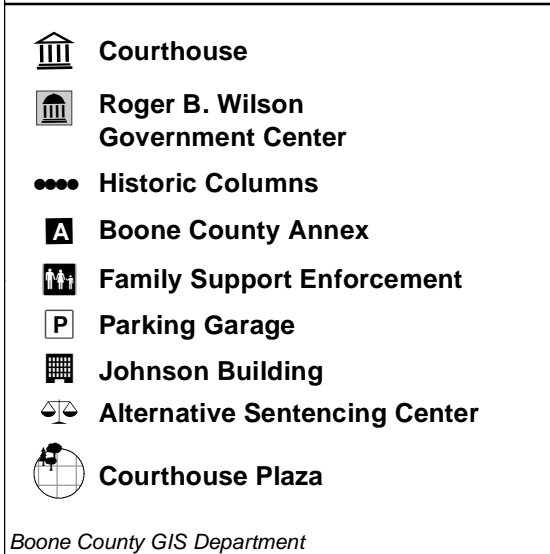 Courthouse
Roger B. Wilson
Government Center
Historic Columns
A Boone County Annex
Family Support Enforcement
P Parking Garage
Johnson Building
Alternative Sentencing Center
Courthouse Plaza
Boone County GIS Department